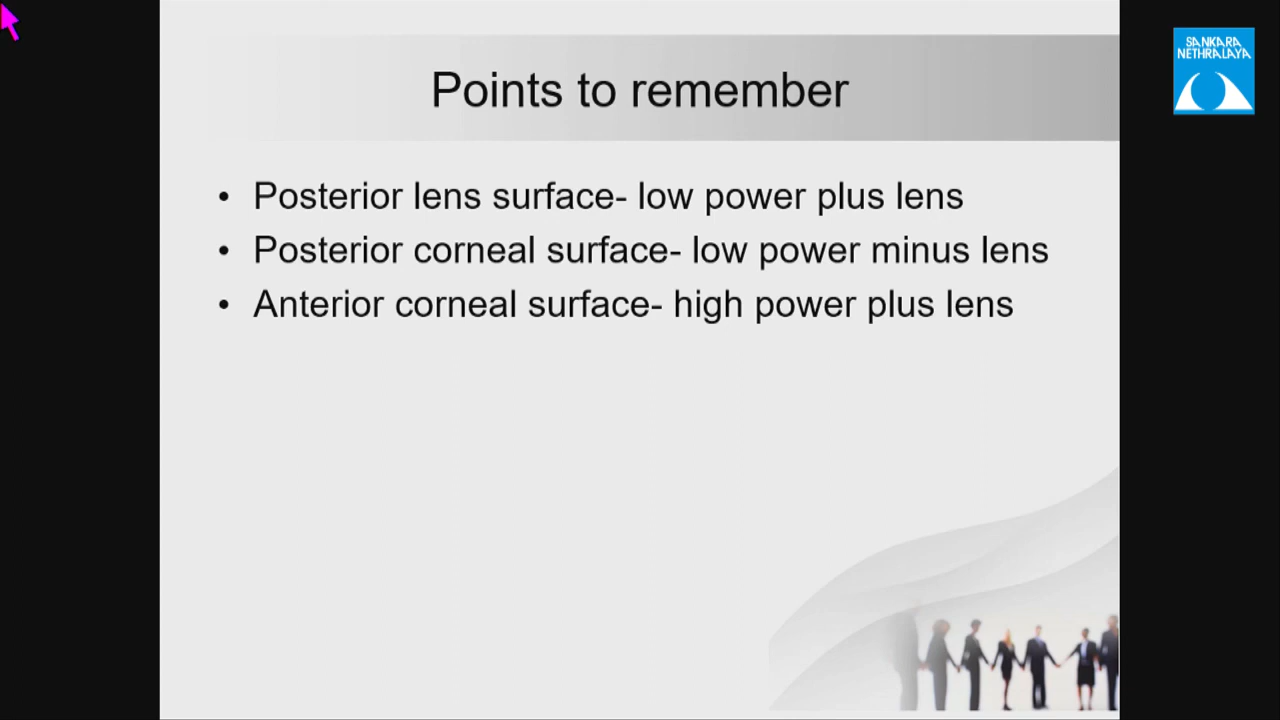 Points to remember
• Posterior lens surface- low power plus lens
• Posterior corneal surface- low power minus lens
• Anterior corneal surface- high power plus lens
SANKARA
NETHRALAYA